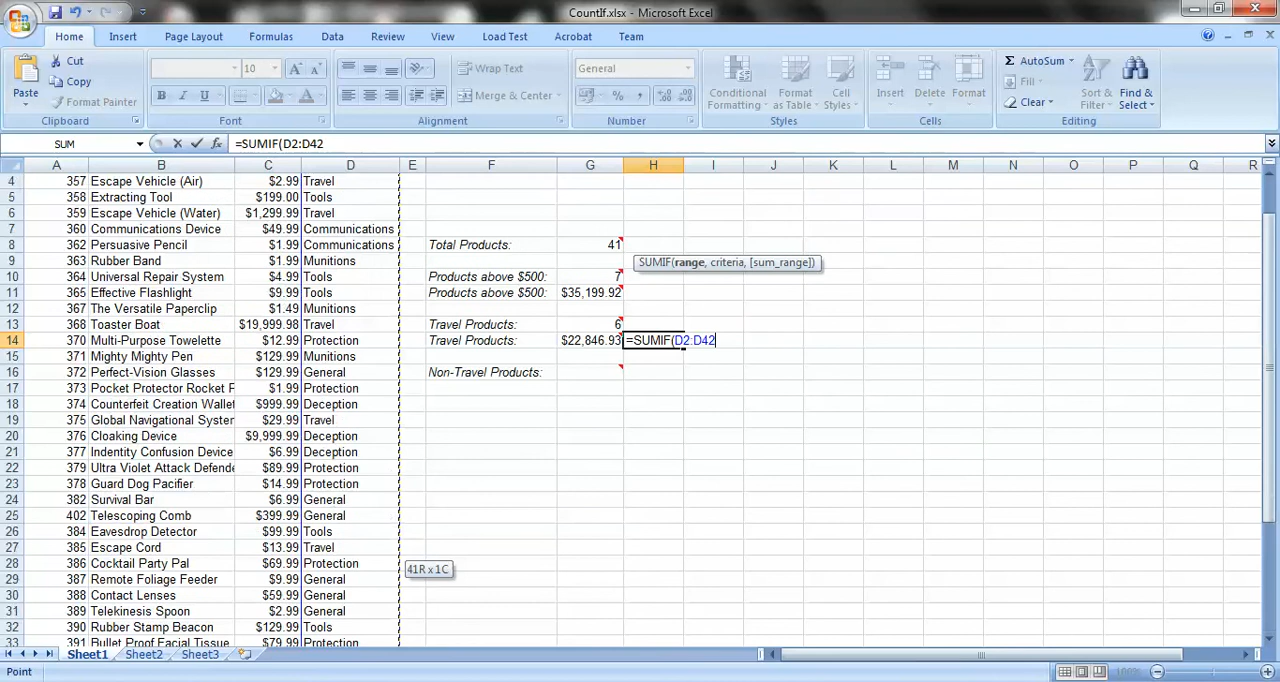 CountIf.xlsx - Microsoft Excel
Home Insert Page Layout Formulas Data Review View Load Test Acrobat Team
Paste Cut Copy Format Painter Clipboard
10 A A B I U A Font
Wrap Text Merge & Center Alignment
General % , Number
Conditional Formatting Format as Table Cell Styles Styles
Insert Delete Format Cells
AutoSum Fill Clear Sort & Filter Find & Select Editing
SUM fx =SUMIF(D2:D42
A B C D E F G H I J K L M N O P Q R
4 357 Escape Vehicle (Air) $2.99 Travel
5 358 Extracting Tool $199.00 Tools
6 359 Escape Vehicle (Water) $1,299.99 Travel
7 360 Communications Device $49.99 Communications
8 362 Persuasive Pencil $1.99 Communications Total Products: 41
9 363 Rubber Band $1.99 Munitions
SUMIF(range, criteria, [sum_range])
10 364 Universal Repair System $4.99 Tools Products above $500: 7
11 365 Effective Flashlight $9.99 Tools Products above $500: $35,199.92
12 367 The Versatile Paperclip $1.49 Munitions
13 368 Toaster Boat $19,999.98 Travel Travel Products: 6
14 370 Multi-Purpose Towelette $12.99 Protection Travel Products: $22,846.93 =SUMIF(D2:D42
15 371 Mighty Mighty Pen $129.99 Munitions
16 372 Perfect-Vision Glasses $129.99 General Non-Travel Products:
17 373 Pocket Protector Rocket P $1.99 Protection
18 374 Counterfeit Creation Wallet $999.99 Deception
19 375 Global Navigational System $29.99 Travel
20 376 Cloaking Device $9,999.99 Deception
21 377 Indentity Confusion Device $6.99 Deception
22 379 Ultra Violet Attack Defende $89.99 Protection
23 378 Guard Dog Pacifier $14.99 Protection
24 382 Survival Bar $6.99 General
25 402 Telescoping Comb $399.99 General
26 384 Eavesdrop Detector $99.99 Tools
27 385 Escape Cord $13.99 Travel
28 386 Cocktail Party Pal $69.99 Protection 41R x 1C
29 387 Remote Foliage Feeder $9.99 General
30 388 Contact Lenses $59.99 General
31 389 Telekinesis Spoon $2.99 General
32 390 Rubber Stamp Beacon $129.99 Tools
33 391 Bullet Proof Facial Tissue $79.99 Protection
Sheet1 Sheet2 Sheet3
Point 100%